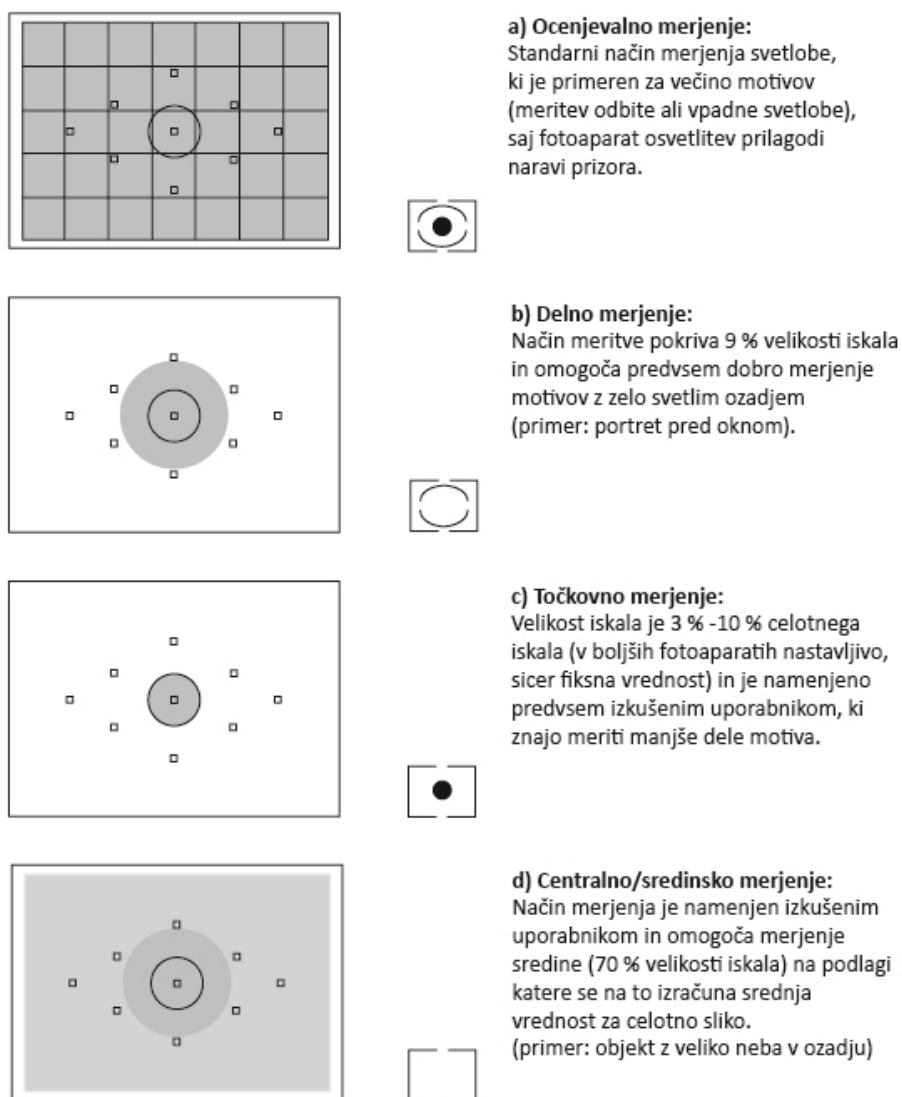 a) Ocenjevalno merjenje:
Standarni način merjenja svetlobe,
ki je primeren za večino motivov
(meritev odbite ali vpadne svetlobe),
saj fotoaparat osvetlitev prilagodi
naravi prizora.
b) Delno merjenje:
Način meritve pokriva 9 % velikosti iskala
in omogoča predvsem dobro merjenje
motivov z zelo svetlim ozadjem
(primer: portret pred oknom).
c) Točkovno merjenje:
Velikost iskala je 3 % -10 % celotnega
iskala (v boljših fotoaparatih nastavljivo,
sicer fiksna vrednost) in je namenjeno
predvsem izkušenim uporabnikom, ki
znajo meriti manjše dele motiva.
d) Centralno/sredinsko merjenje:
Način merjenja je namenjen izkušenim
uporabnikom in omogoča merjenje
sredine (70 % velikosti iskala) na podlagi
katere se na to izračuna srednja
vrednost za celotno sliko.
(primer: objekt z veliko neba v ozadju)